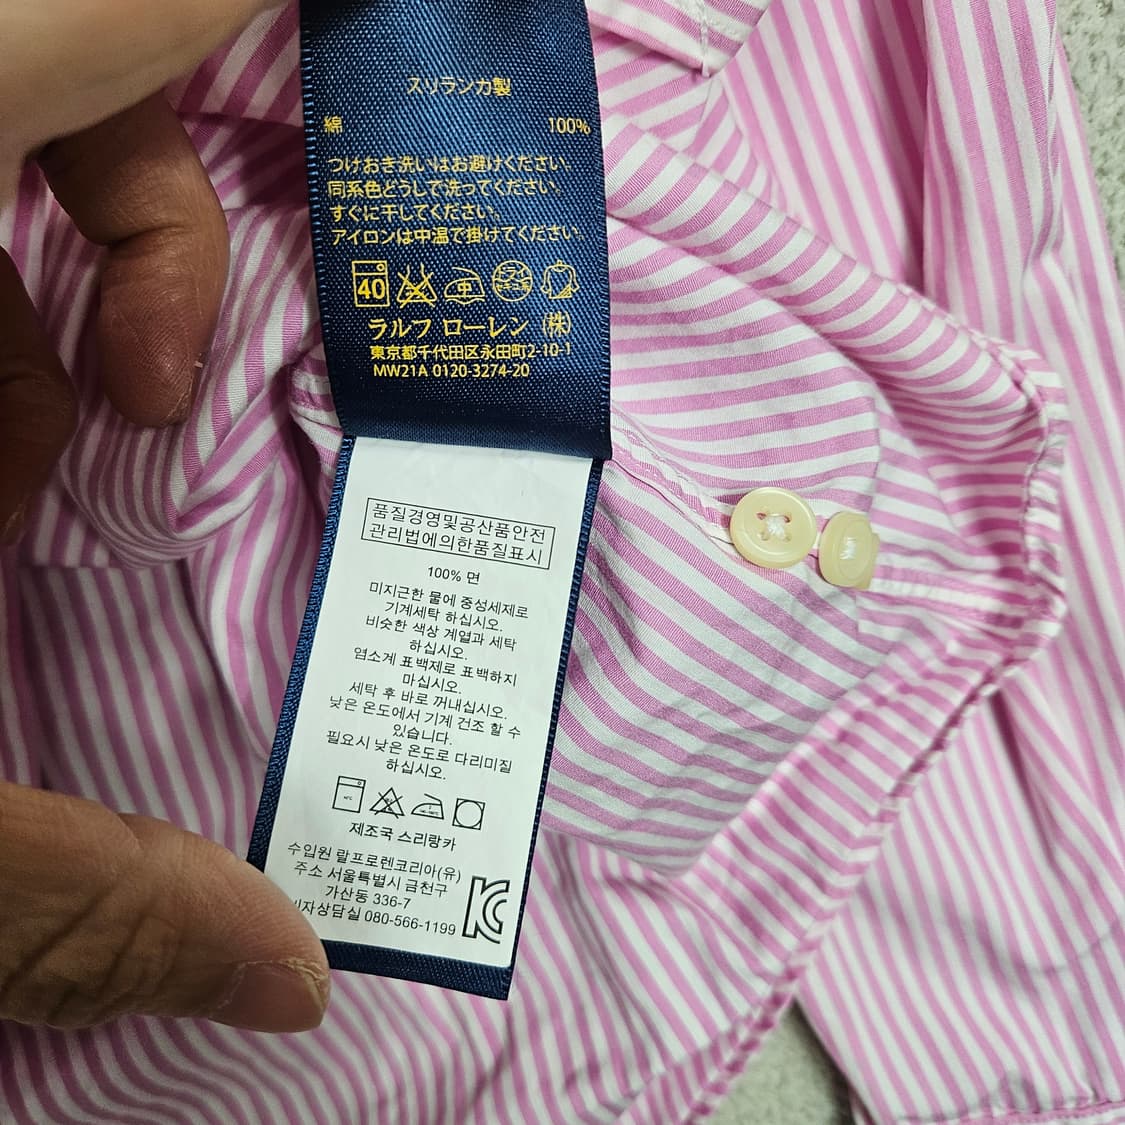 スリランカ製
綿 100%
つけおき洗いはお避けください。
同系色どうしで洗ってください。
すぐに干してください。
アイロンは中温で掛けてください。
40 中
ラルフ ローレン ㈱
東京都千代田区永田町2-10-1
MW21A 0120-3274-20
품질경영및공산품안전
관리법에의한품질표시
100% 면
미지근한 물에 중성세제로
기계세탁 하십시오.
비슷한 색상 계열과 세탁
하십시오.
염소계 표백제로 표백하지
마십시오.
세탁 후 바로 꺼내십시오.
낮은 온도에서 기계 건조 할 수
있습니다.
필요시 낮은 온도로 다리미질
하십시오.
제조국 스리랑카
수입원 랄프로렌코리아(유)
주소 서울특별시 금천구
가산동 336-7
자상담실 080-566-1199